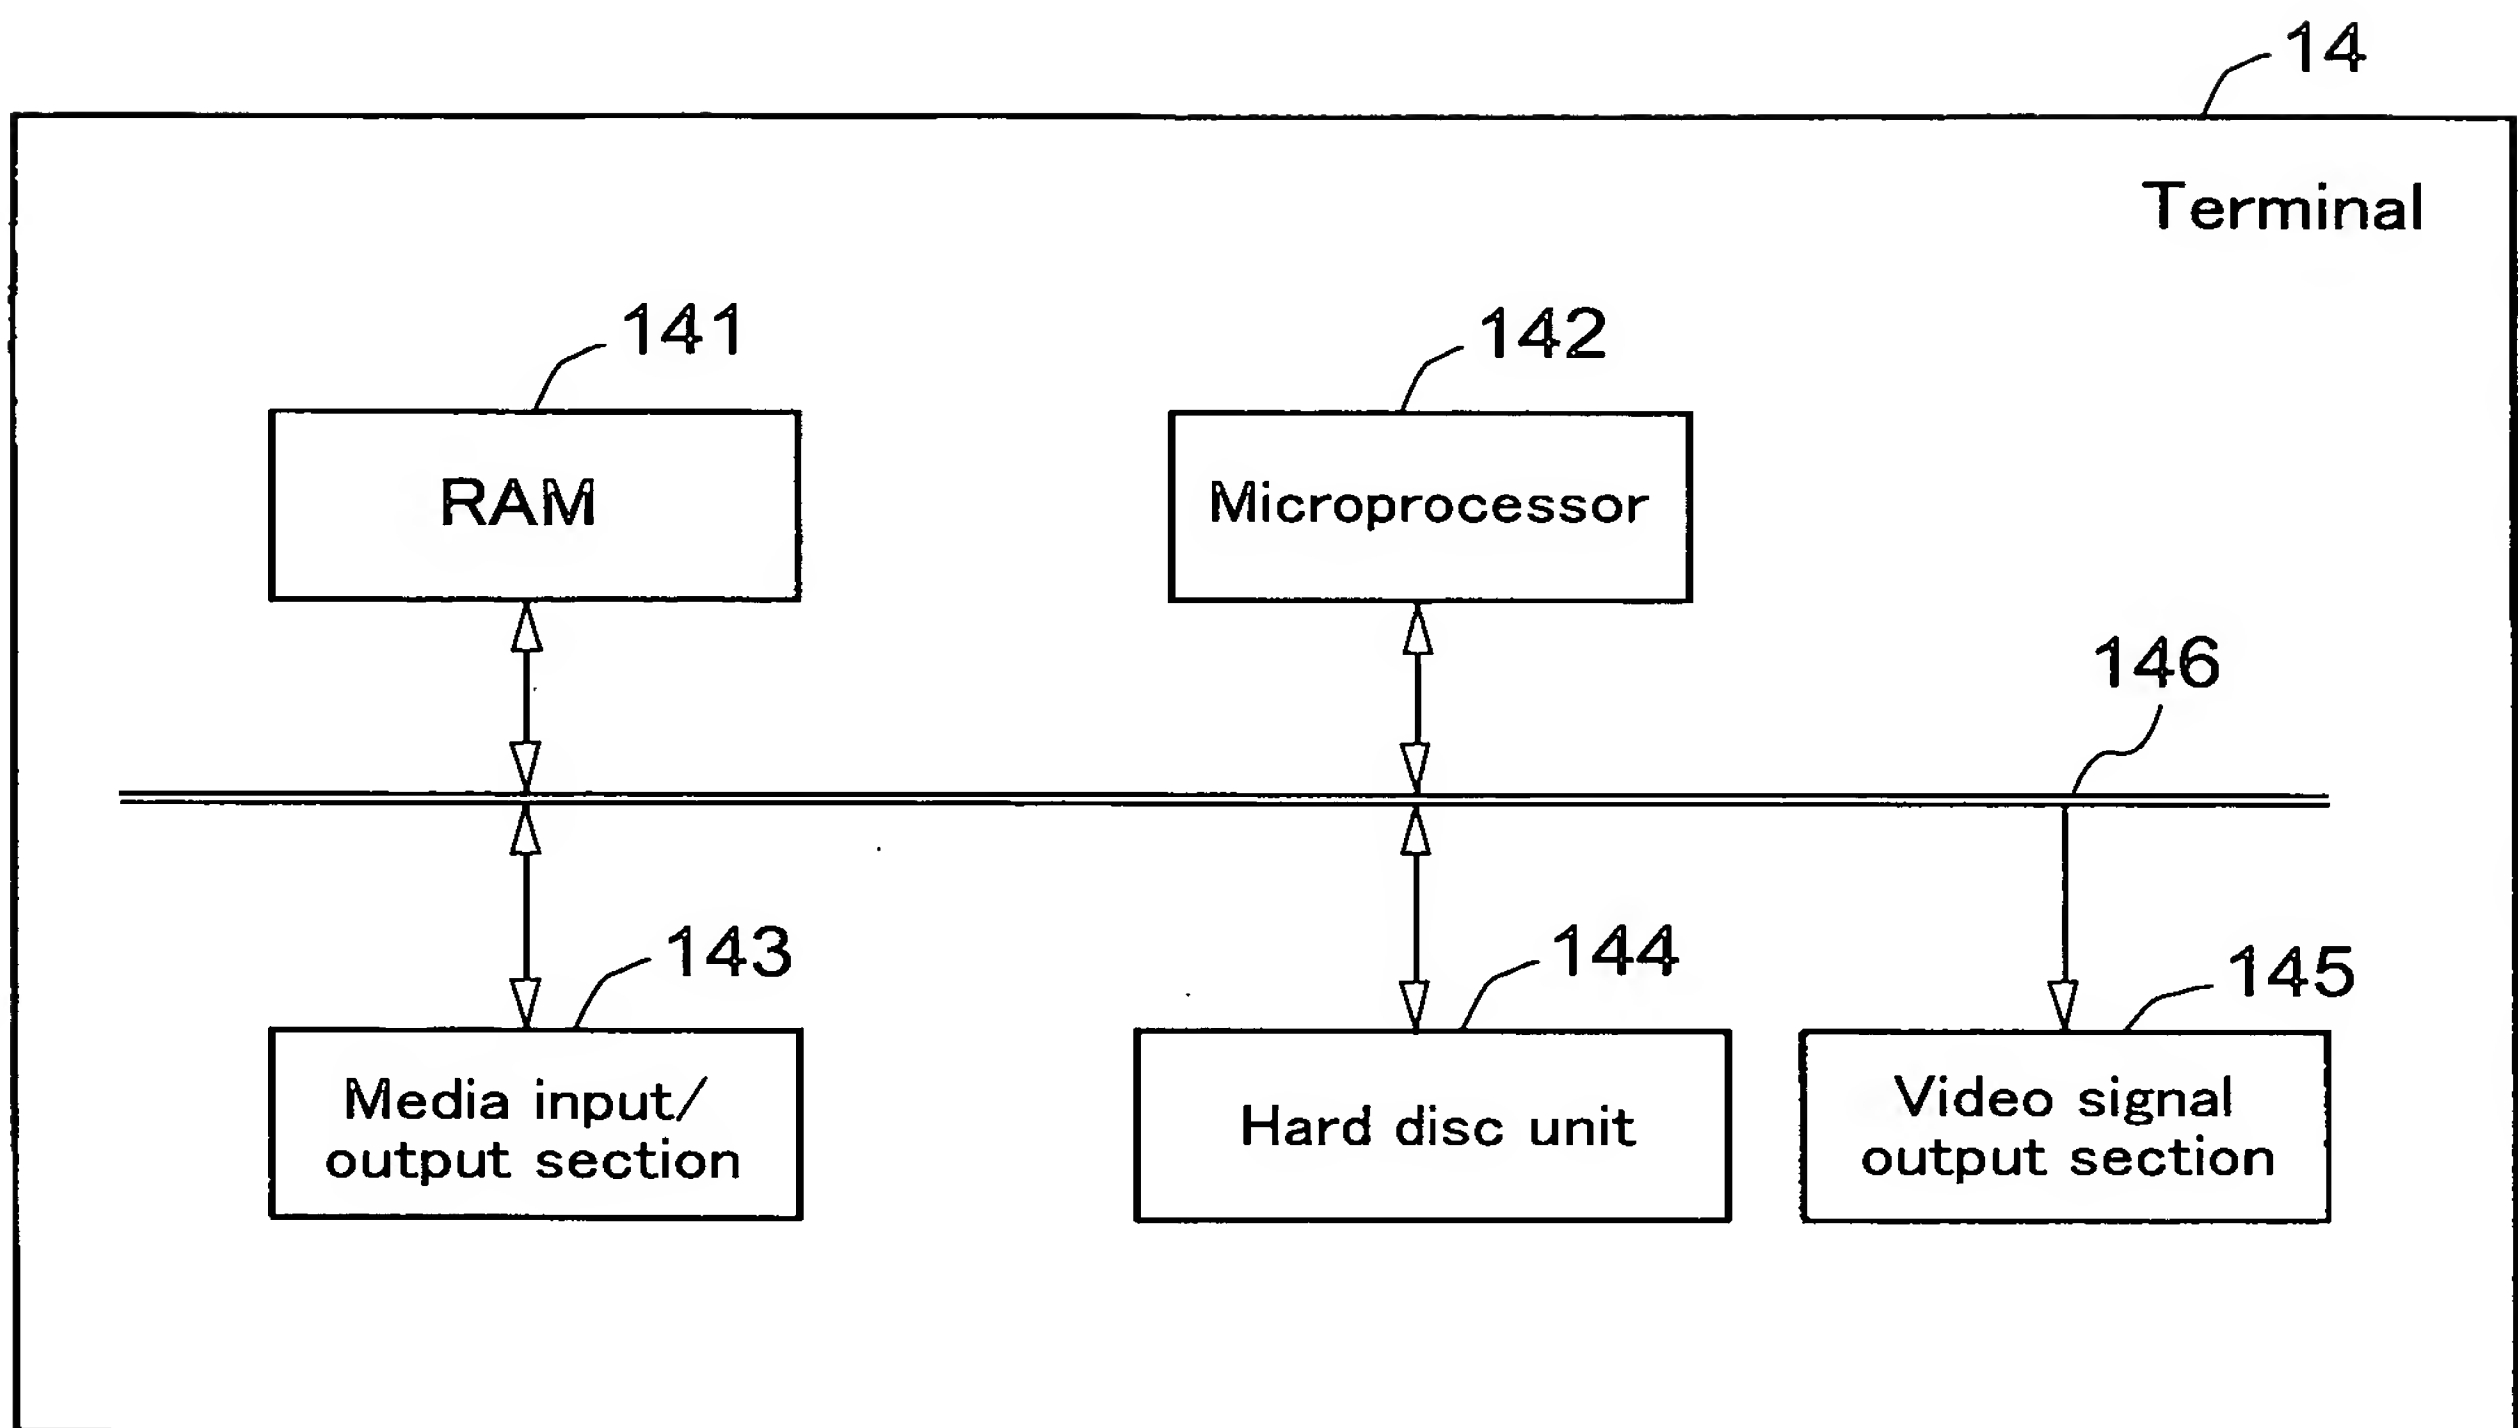 14
Terminal
141
142
RAM
Microprocessor
146
143
144
145
Media input/
output section
Hard disc unit
Video signal
output section